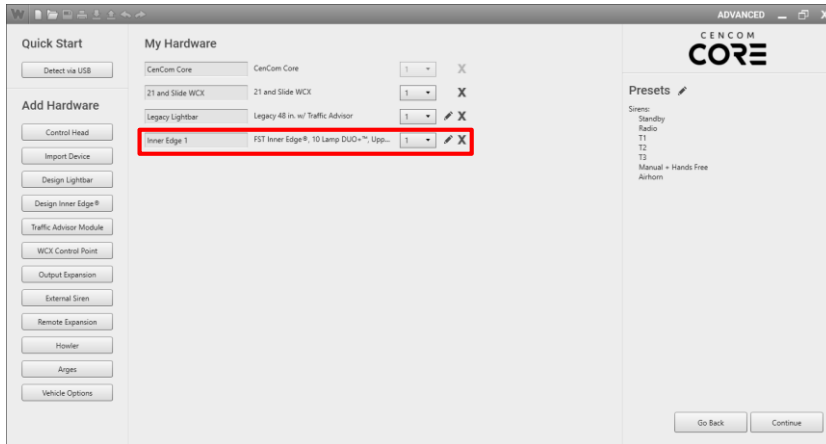 ADVANCED
Quick Start
Detect via USB
Add Hardware
Control Head
Import Device
Design Lightbar
Design Inner Edge®
Traffic Advisor Module
WCX Control Point
Output Expansion
External Siren
Remote Expansion
Howler
Arges
Vehicle Options
My Hardware
CenCom Core CenCom Core 1 X
21 and Slide WCX 21 and Slide WCX 1 X
Legacy Lightbar Legacy 48 in. w/ Traffic Advisor 1 X
Inner Edge 1 FST Inner Edge®, 10 Lamp DUO+™, Upp... 1 X
CENCOM
CORE
Presets
Sirens:
Standby
Radio
T1
T2
T3
Manual + Hands Free
Airhorn
Go Back Continue